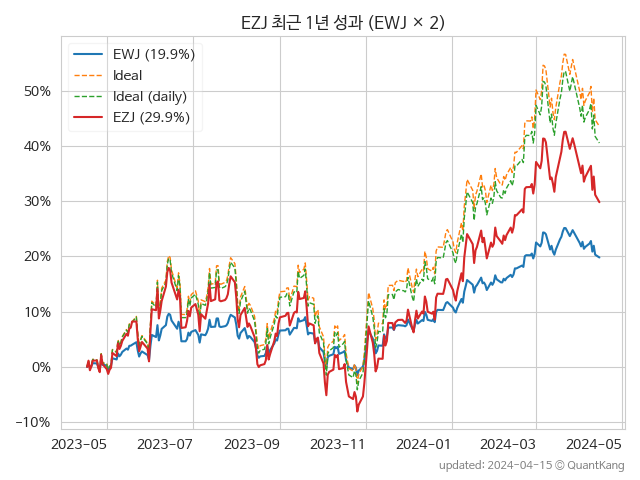 EZJ 최근 1년 성과 (EWJ × 2)
EWJ (19.9%)
Ideal
Ideal (daily)
EZJ (29.9%)
50%
40%
30%
20%
10%
0%
−10%
2023-05 2023-07 2023-09 2023-11 2024-01 2024-03 2024-05
updated: 2024-04-15 © QuantKang